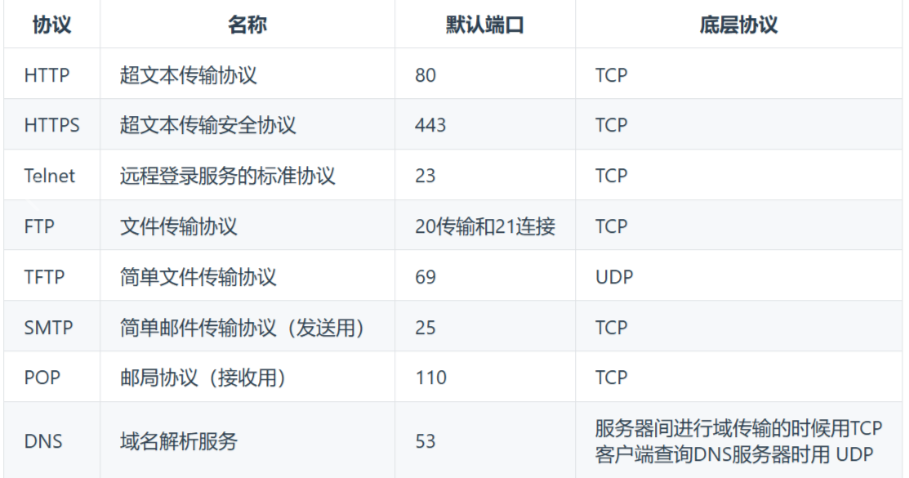 协议 名称 默认端口 底层协议
HTTP 超文本传输协议 80 TCP
HTTPS 超文本传输安全协议 443 TCP
Telnet 远程登录服务的标准协议 23 TCP
FTP 文件传输协议 20传输和21连接 TCP
TFTP 简单文件传输协议 69 UDP
SMTP 简单邮件传输协议（发送用） 25 TCP
POP 邮局协议（接收用） 110 TCP
DNS 域名解析服务 53 服务器间进行域传输的时候用TCP
客户端查询DNS服务器时用 UDP